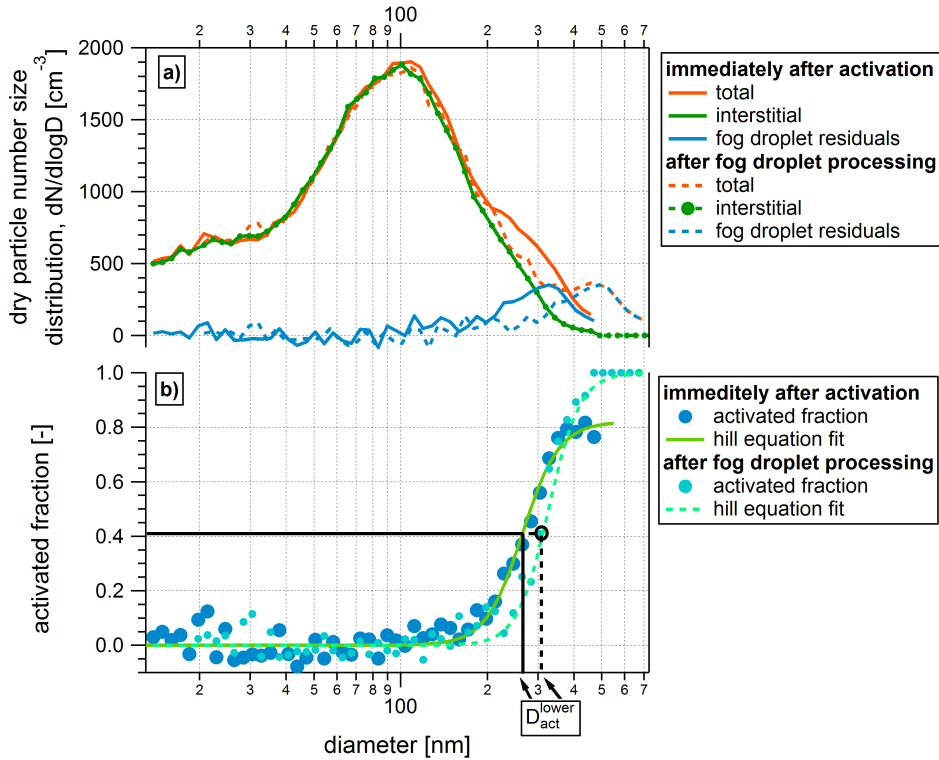 100
2 3 4 5 6 7 8 9 2 3 4 5 6 7
a)
2000
1500
1000
500
0
dry particle number size
distribution, dN/dlogD [cm-3]
immediately after activation
total
interstitial
fog droplet residuals
after fog droplet processing
total
interstitial
fog droplet residuals
b)
1.0
0.8
0.6
0.4
0.2
0.0
activated fraction [-]
immeditely after activation
activated fraction
hill equation fit
after fog droplet processing
activated fraction
hill equation fit
2 3 4 5 6 7 8 9 2 3 4 5 6 7
100
D lower act
diameter [nm]